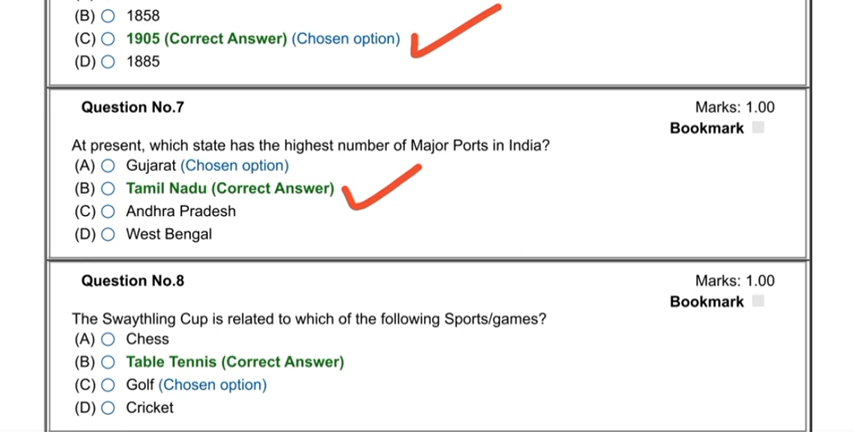 (B) 1858
(C) 1905 (Correct Answer) (Chosen option)
(D) 1885
Question No.7
Marks: 1.00
Bookmark
At present, which state has the highest number of Major Ports in India?
(A) Gujarat (Chosen option)
(B) Tamil Nadu (Correct Answer)
(C) Andhra Pradesh
(D) West Bengal
Question No.8
Marks: 1.00
Bookmark
The Swaythling Cup is related to which of the following Sports/games?
(A) Chess
(B) Table Tennis (Correct Answer)
(C) Golf (Chosen option)
(D) Cricket